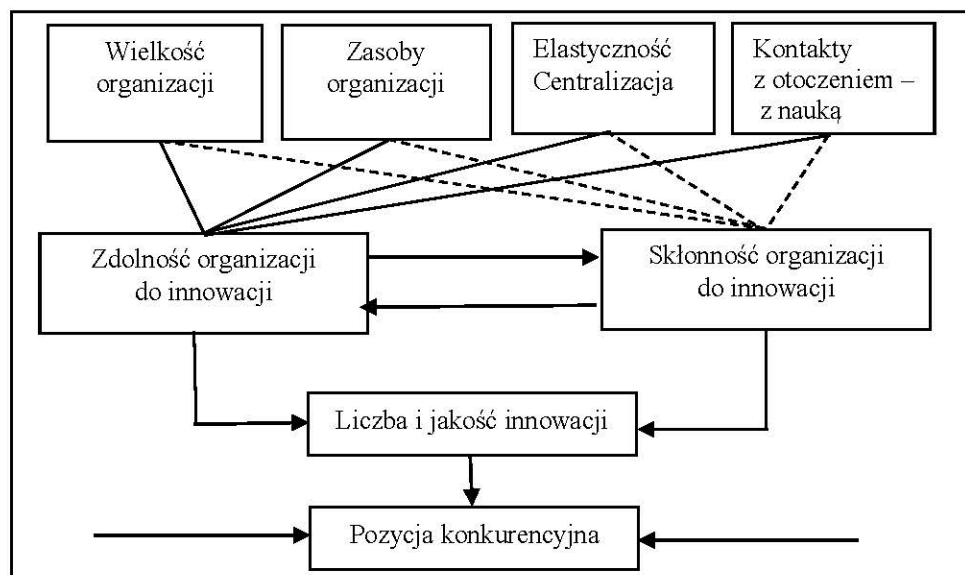 Wielkość
organizacji
Zasoby
organizacji
Elastyczność
Centralizacja
Kontakty
z otoczeniem –
z nauką
Zdolność organizacji
do innowacji
Skłonność organizacji
do innowacji
Liczba i jakość innowacji
Pozycja konkurencyjna